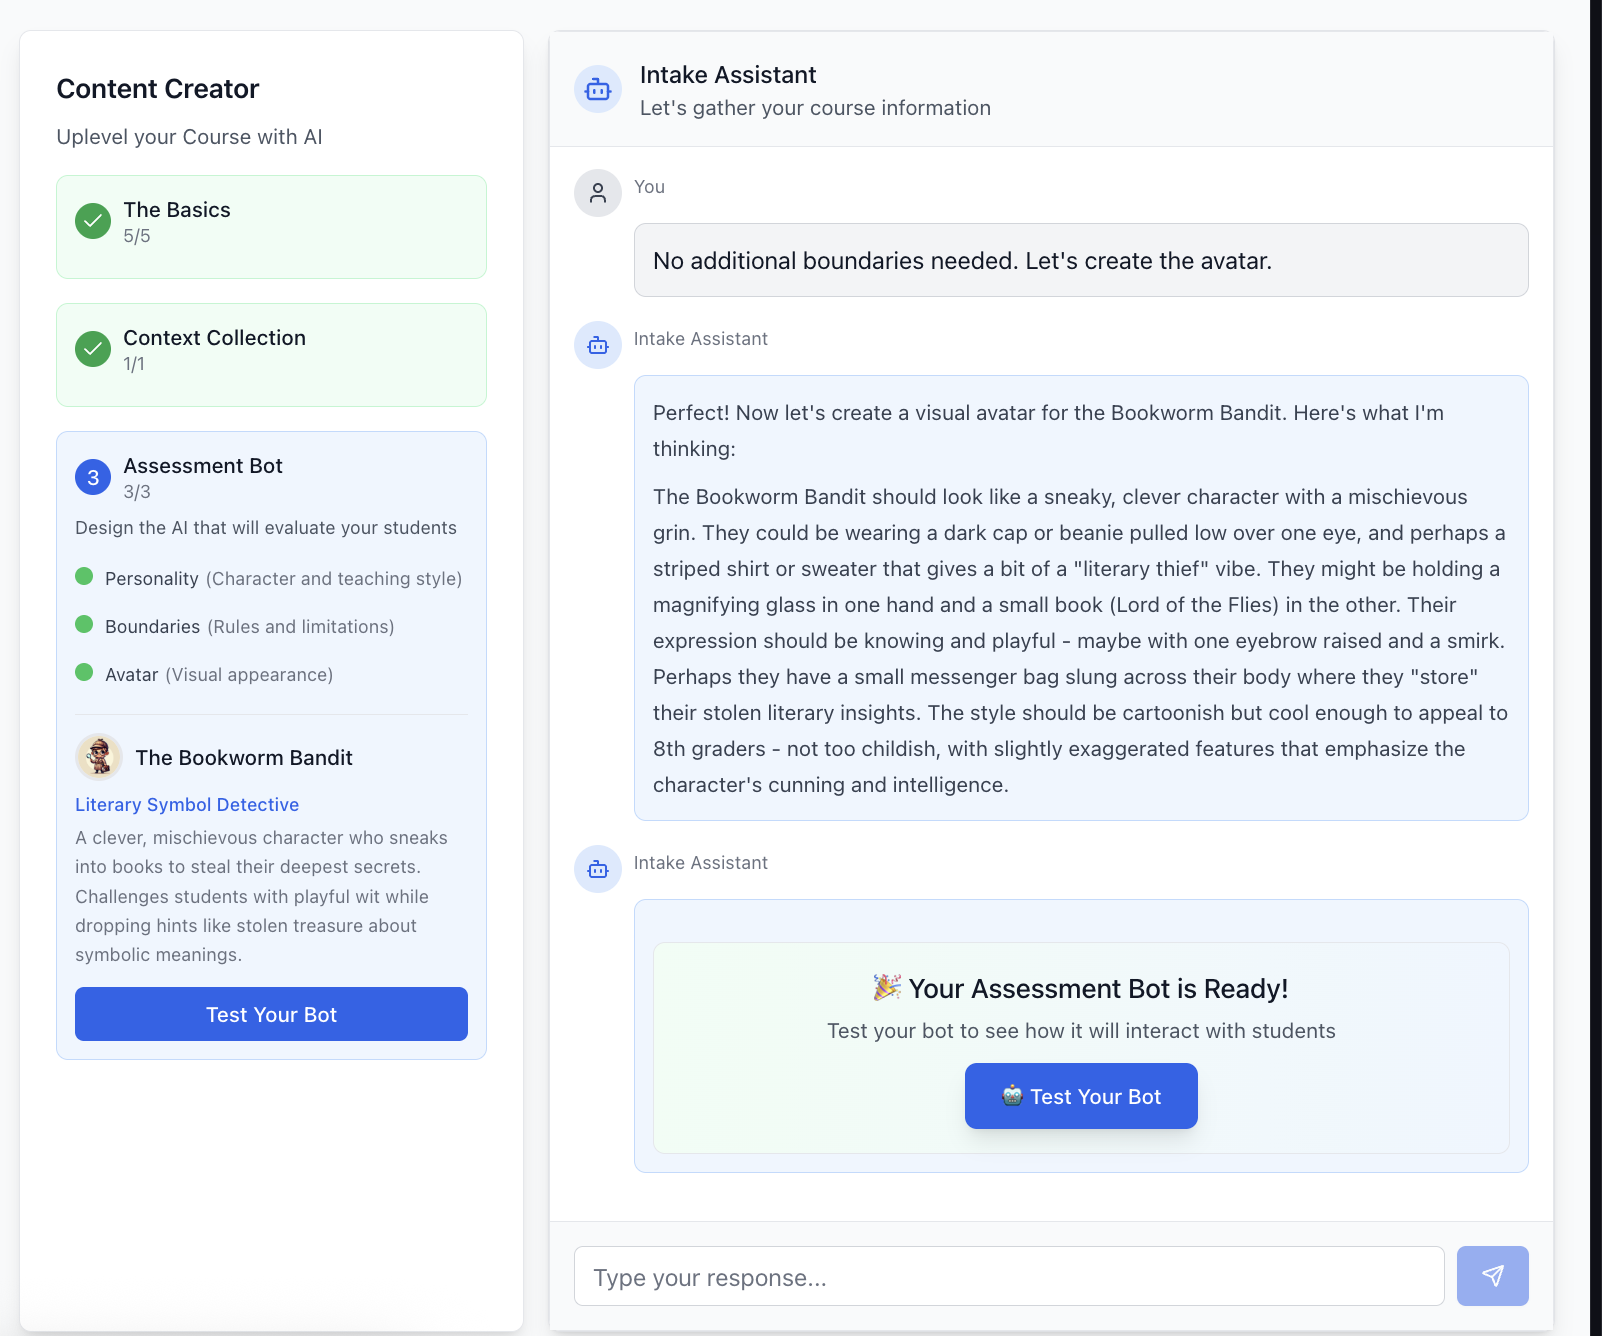 Content Creator
Uplevel your Course with AI
The Basics
5/5
Context Collection
1/1
3
Assessment Bot
3/3
Design the AI that will evaluate your students
Personality (Character and teaching style)
Boundaries (Rules and limitations)
Avatar (Visual appearance)
The Bookworm Bandit
Literary Symbol Detective
A clever, mischievous character who sneaks
into books to steal their deepest secrets.
Challenges students with playful wit while
dropping hints like stolen treasure about
symbolic meanings.
Test Your Bot
Intake Assistant
Let's gather your course information
You
No additional boundaries needed. Let's create the avatar.
Intake Assistant
Perfect! Now let's create a visual avatar for the Bookworm Bandit. Here's what I'm
thinking:
The Bookworm Bandit should look like a sneaky, clever character with a mischievous
grin. They could be wearing a dark cap or beanie pulled low over one eye, and perhaps a
striped shirt or sweater that gives a bit of a "literary thief" vibe. They might be holding a
magnifying glass in one hand and a small book (Lord of the Flies) in the other. Their
expression should be knowing and playful - maybe with one eyebrow raised and a smirk.
Perhaps they have a small messenger bag slung across their body where they "store"
their stolen literary insights. The style should be cartoonish but cool enough to appeal to
8th graders - not too childish, with slightly exaggerated features that emphasize the
character's cunning and intelligence.
Intake Assistant
🎉 Your Assessment Bot is Ready!
Test your bot to see how it will interact with students
🤖 Test Your Bot
Type your response...